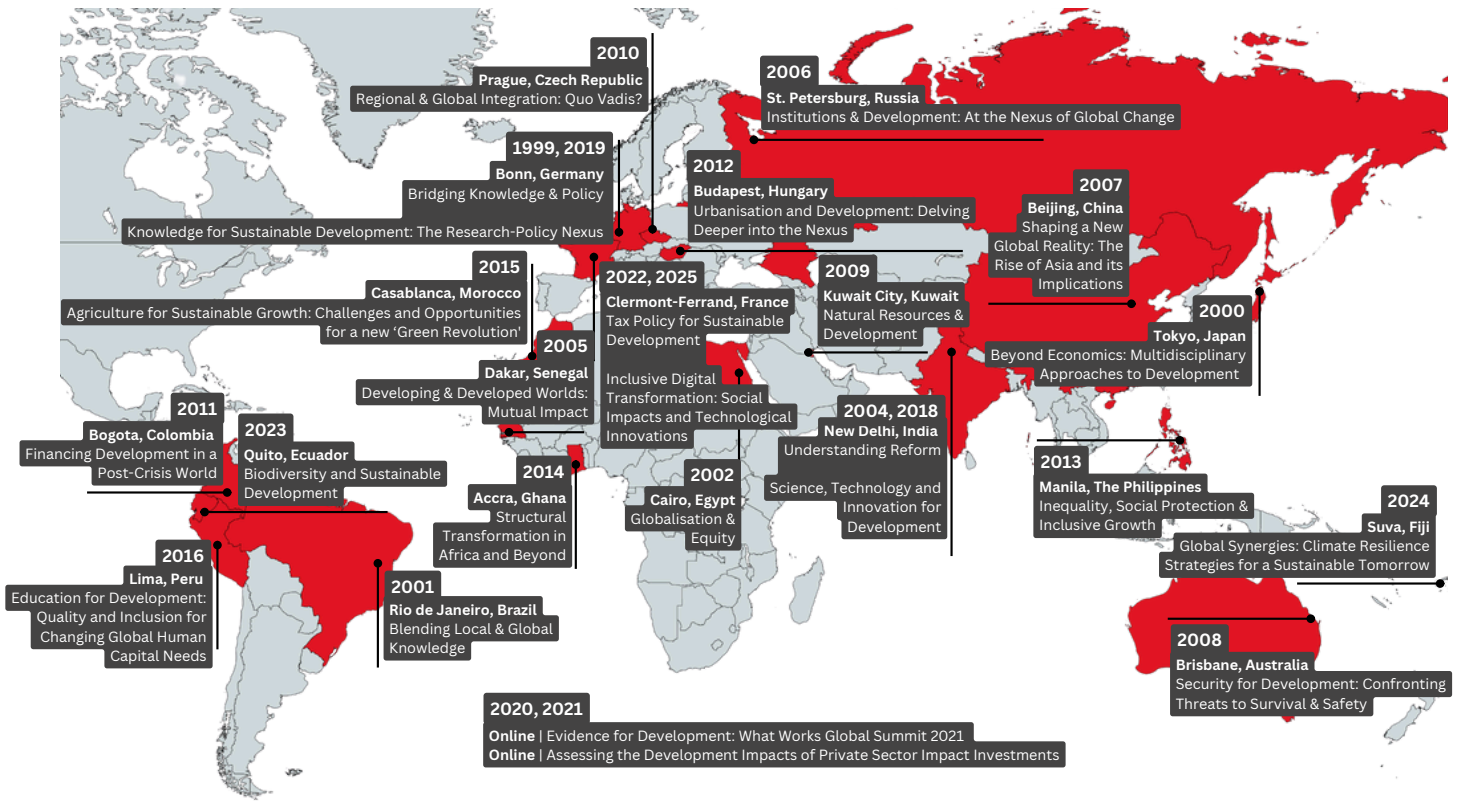 2010
Prague, Czech Republic
Regional & Global Integration: Quo Vadis?
2006
St. Petersburg, Russia
Institutions & Development: At the Nexus of Global Change
1999, 2019
Bonn, Germany
Bridging Knowledge & Policy
Knowledge for Sustainable Development: The Research-Policy Nexus
2012
Budapest, Hungary
Urbanisation and Development: Delving
Deeper into the Nexus
2007
Beijing, China
Shaping a New
Global Reality: The
Rise of Asia and its
Implications
2015
Casablanca, Morocco
Agriculture for Sustainable Growth: Challenges and Opportunities
for a new ‘Green Revolution'
2022, 2025
Clermont-Ferrand, France
Tax Policy for Sustainable
Development
Inclusive Digital
Transformation: Social
Impacts and Technological
Innovations
2009
Kuwait City, Kuwait
Natural Resources &
Development
2000
Tokyo, Japan
Beyond Economics: Multidisciplinary
Approaches to Development
2005
Dakar, Senegal
Developing & Developed Worlds:
Mutual Impact
2011
Bogota, Colombia
Financing Development in a
Post-Crisis World
2023
Quito, Ecuador
Biodiversity and Sustainable
Development
2004, 2018
New Delhi, India
Understanding Reform
Science, Technology and
Innovation for
Development
2014
Accra, Ghana
Structural
Transformation in
Africa and Beyond
2002
Cairo, Egypt
Globalisation &
Equity
2013
Manila, The Philippines
Inequality, Social Protection &
Inclusive Growth
2024
Suva, Fiji
Global Synergies: Climate Resilience
Strategies for a Sustainable Tomorrow
2016
Lima, Peru
Education for Development:
Quality and Inclusion for
Changing Global Human
Capital Needs
2001
Rio de Janeiro, Brazil
Blending Local & Global
Knowledge
2008
Brisbane, Australia
Security for Development: Confronting
Threats to Survival & Safety
2020, 2021
Online | Evidence for Development: What Works Global Summit 2021
Online | Assessing the Development Impacts of Private Sector Impact Investments